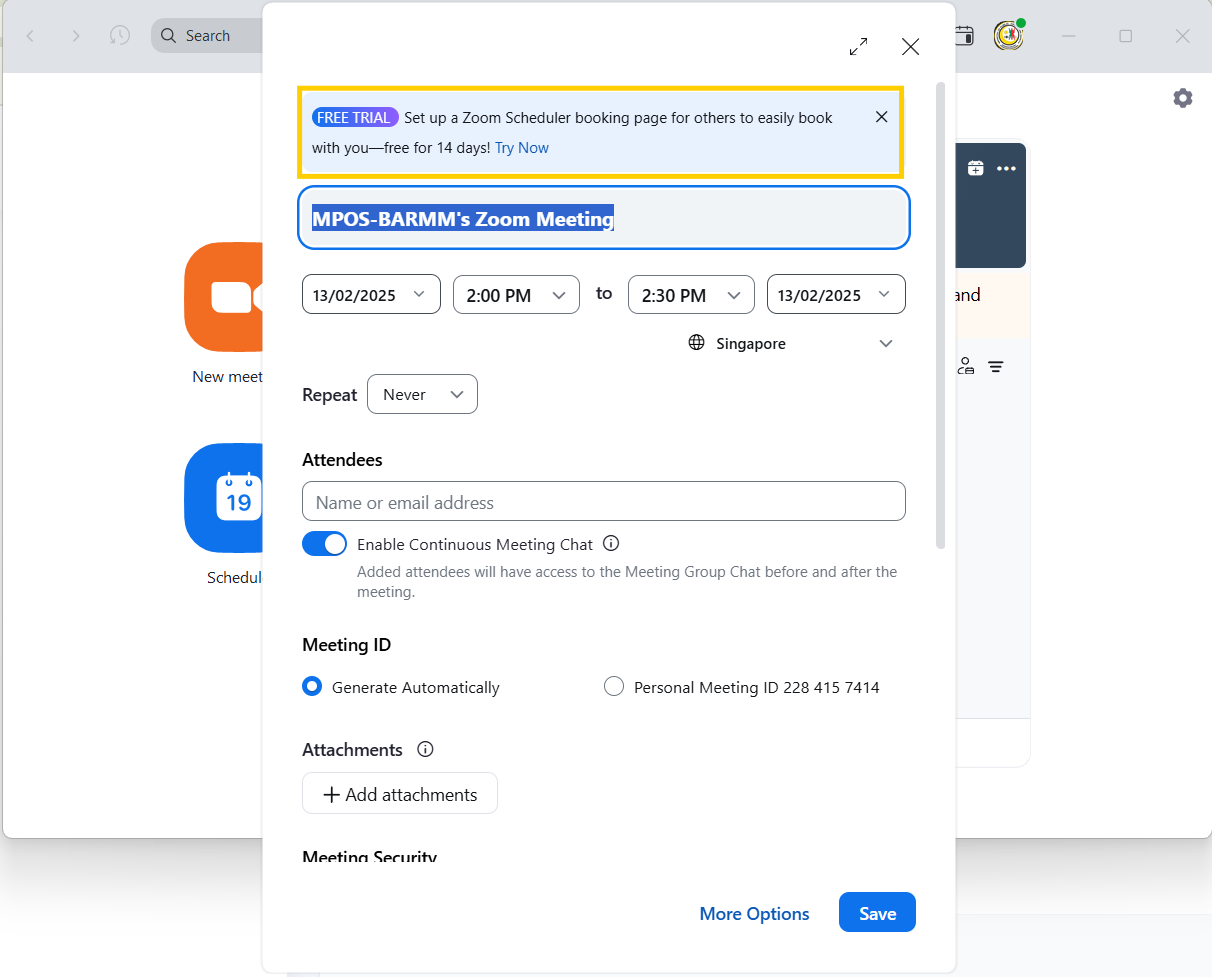 Search
FREE TRIAL Set up a Zoom Scheduler booking page for others to easily book
with you—free for 14 days! Try Now
MPOS-BARMM's Zoom Meeting
13/02/2025 2:00 PM to 2:30 PM 13/02/2025
and
Singapore
New meet
Repeat Never
Attendees
Name or email address
19
Enable Continuous Meeting Chat
Added attendees will have access to the Meeting Group Chat before and after the
meeting.
Schedul
Meeting ID
Generate Automatically Personal Meeting ID 228 415 7414
Attachments
+ Add attachments
Meeting Security
More Options Save